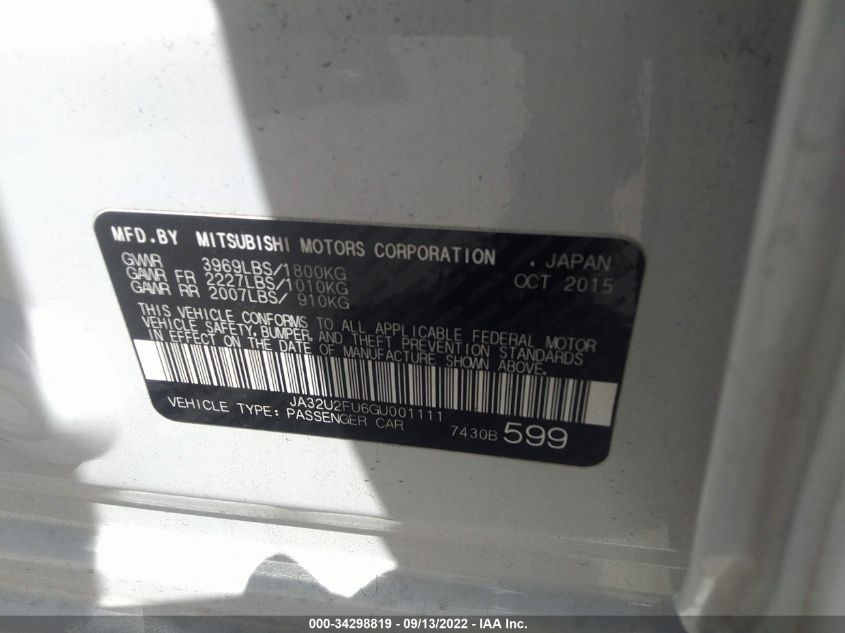 MFD.BY MITSUBISHI MOTORS CORPORATION . JAPAN
GVWR 3969LBS/1800KG OCT 2015
GAWR FR 2227LBS/1010KG
GAWR RR 2007LBS/ 910KG
THIS VEHICLE CONFORMS TO ALL APPLICABLE FEDERAL MOTOR
VEHICLE SAFETY, BUMPER, AND THEFT PREVENTION STANDARDS
IN EFFECT ON THE DATE OF MANUFACTURE SHOWN ABOVE.
JA32U2FU6GU001111
VEHICLE TYPE: PASSENGER CAR 7430B 599
000-34298819 - 09/13/2022 - IAA Inc.